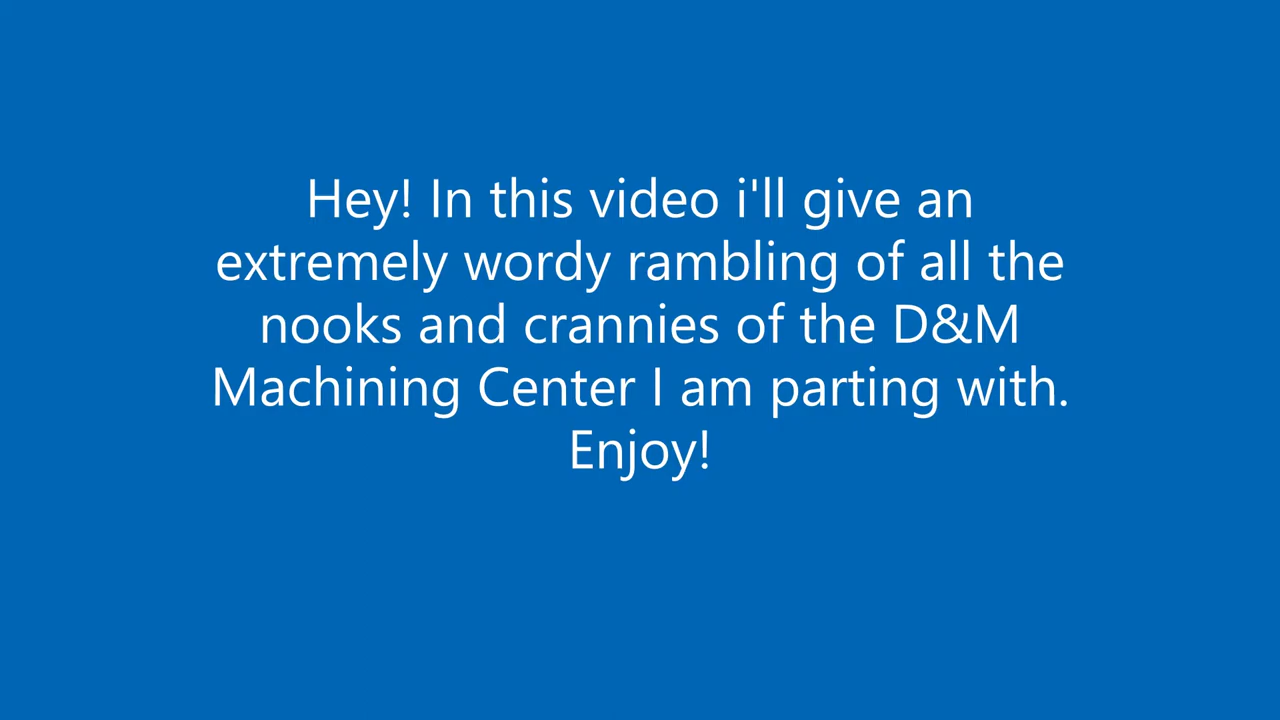 Hey! In this video i'll give an
extremely wordy rambling of all the
nooks and crannies of the D&M
Machining Center I am parting with.
Enjoy!